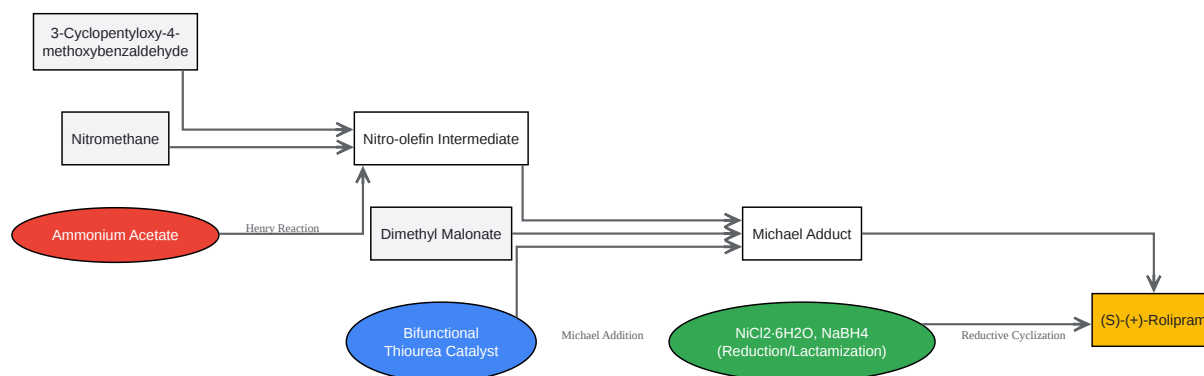 3-Cyclopentyloxy-4-
methoxybenzaldehyde
Nitromethane
Nitro-olefin Intermediate
Ammonium Acetate
Henry Reaction
Dimethyl Malonate
Michael Adduct
Bifunctional
Thiourea Catalyst
Michael Addition
NiCl2·6H2O, NaBH4
(Reduction/Lactamization)
Reductive Cyclization
(S)-(+)-Rolipram